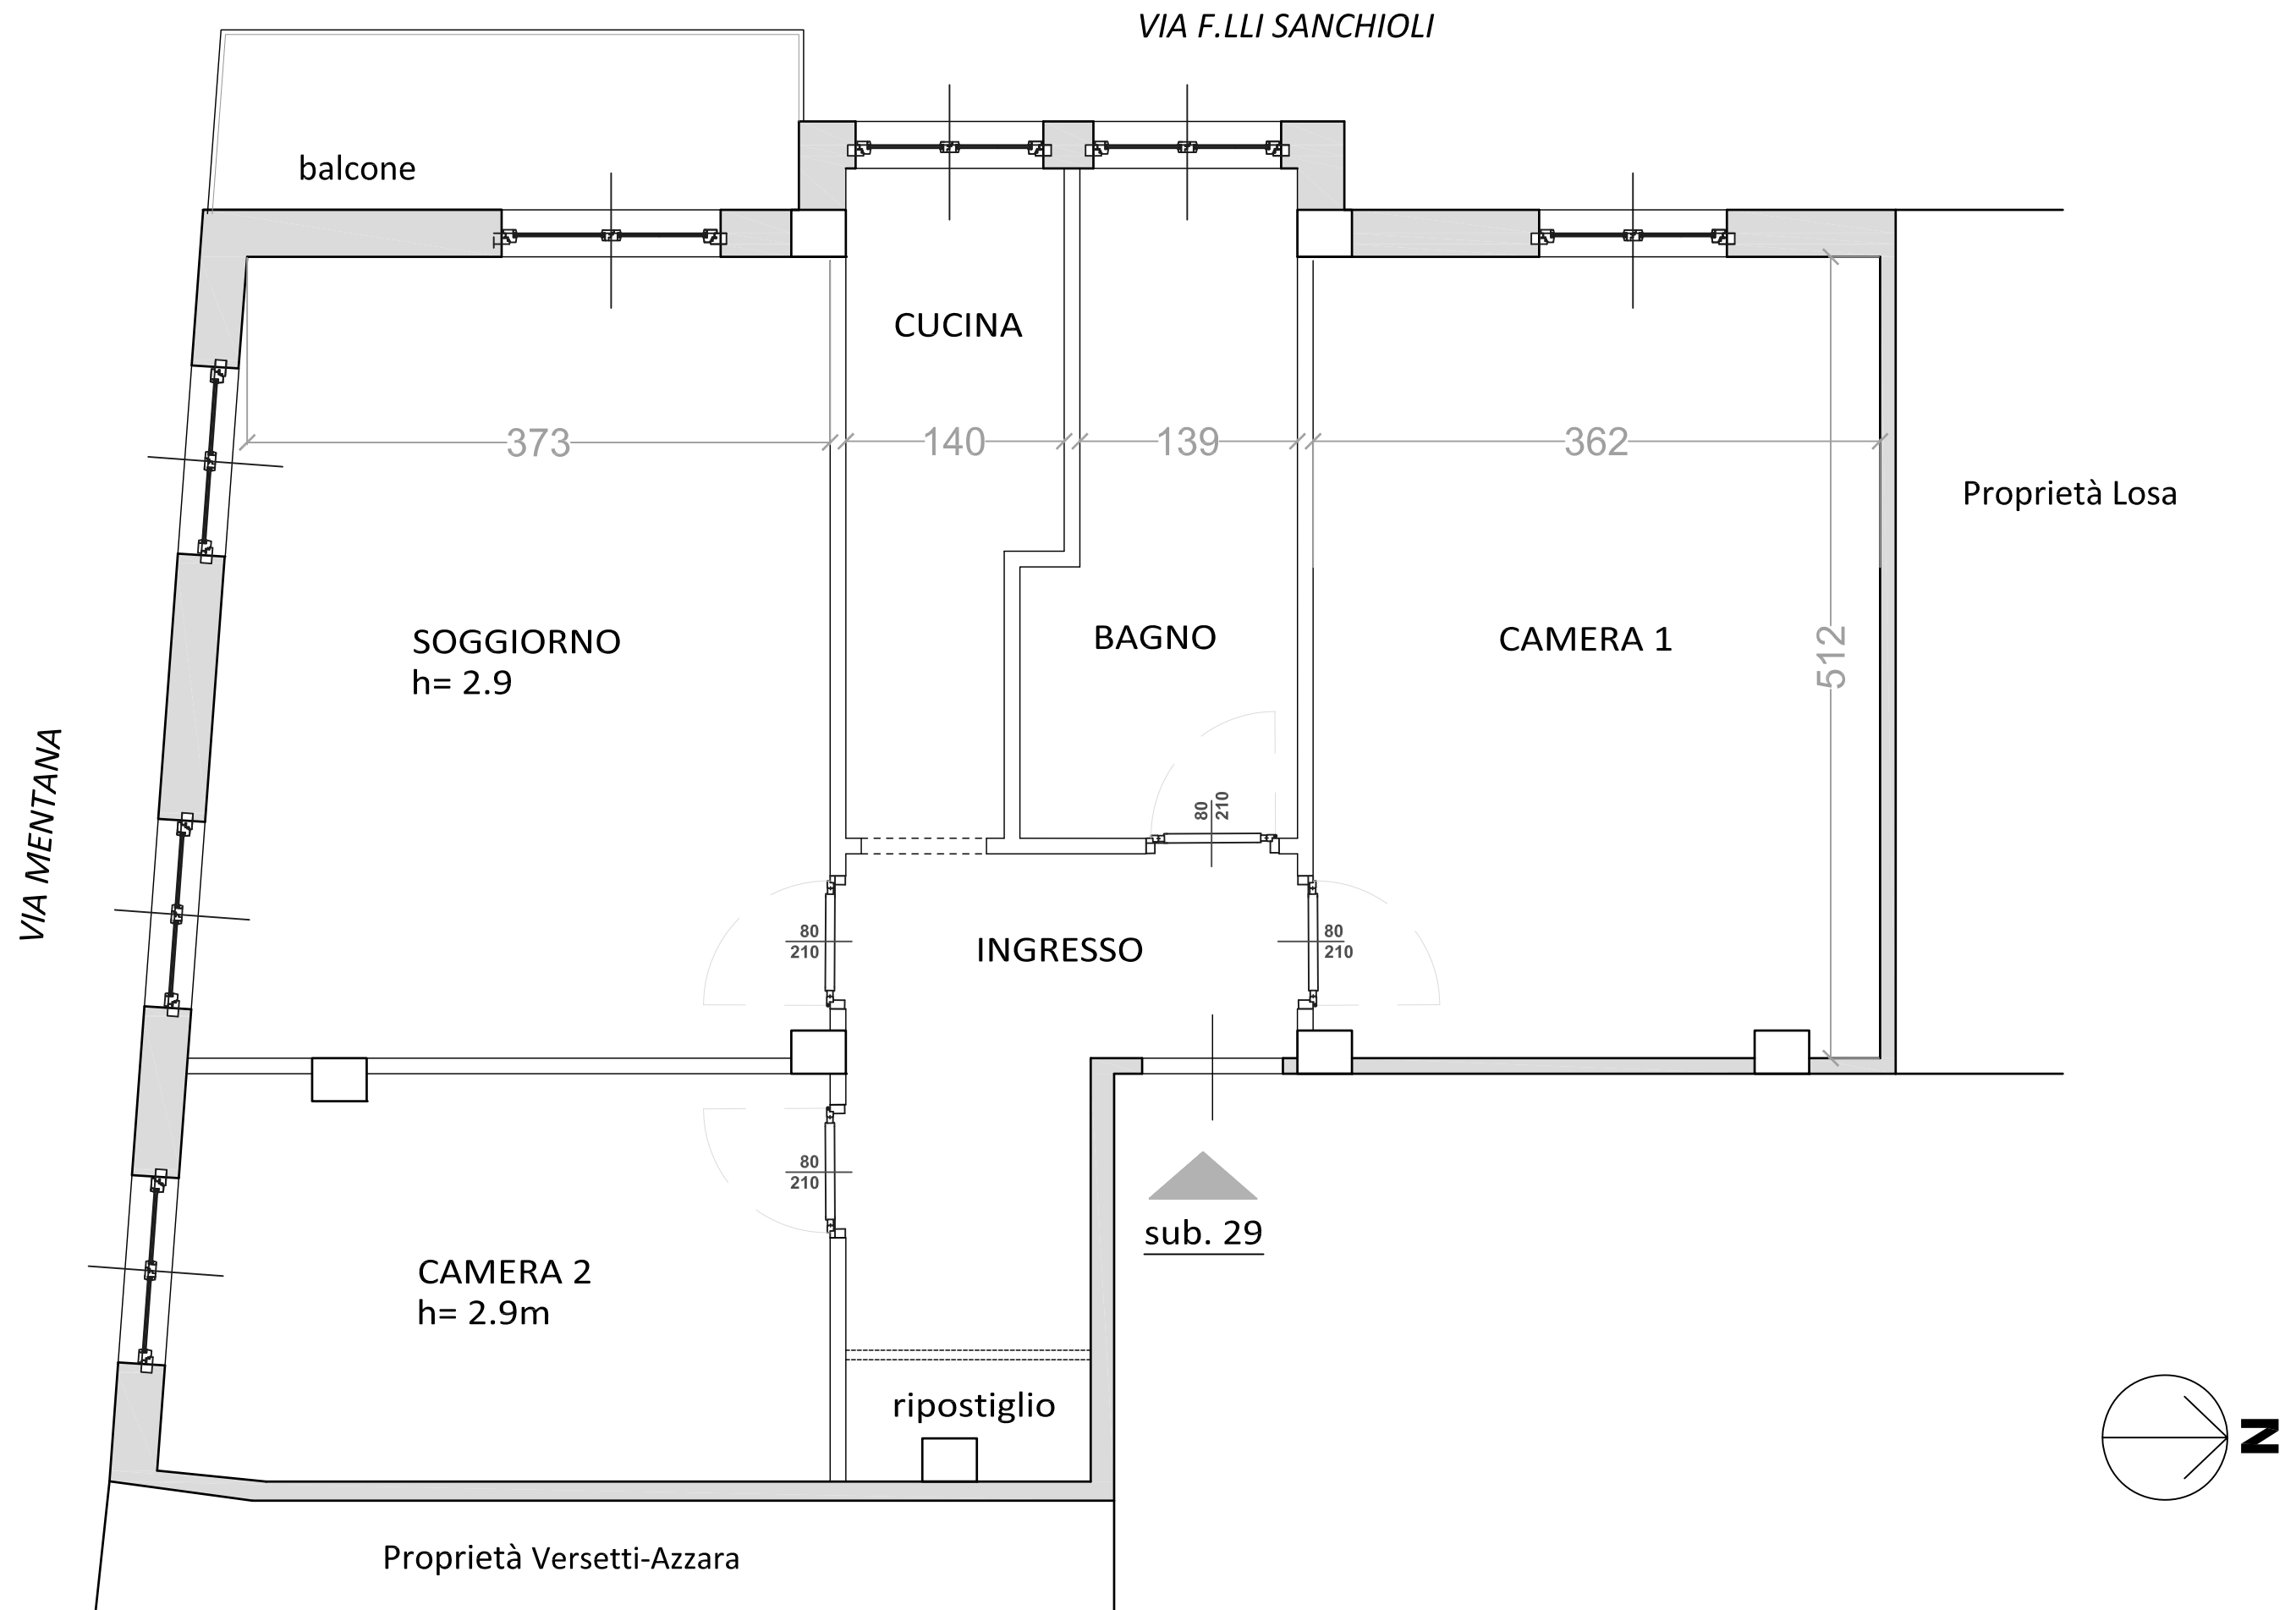 VIA F.LLI SANCHIOLI
balcone
CUCINA
373
140
139
362
Proprietà Losa
SOGGIORNO
h= 2.9
BAGNO
CAMERA 1
512
VIA MENTANA
80
210
80
210
INGRESSO
80
210
80
210
sub. 29
CAMERA 2
h= 2.9m
ripostiglio
N
Proprietà Versetti-Azzara